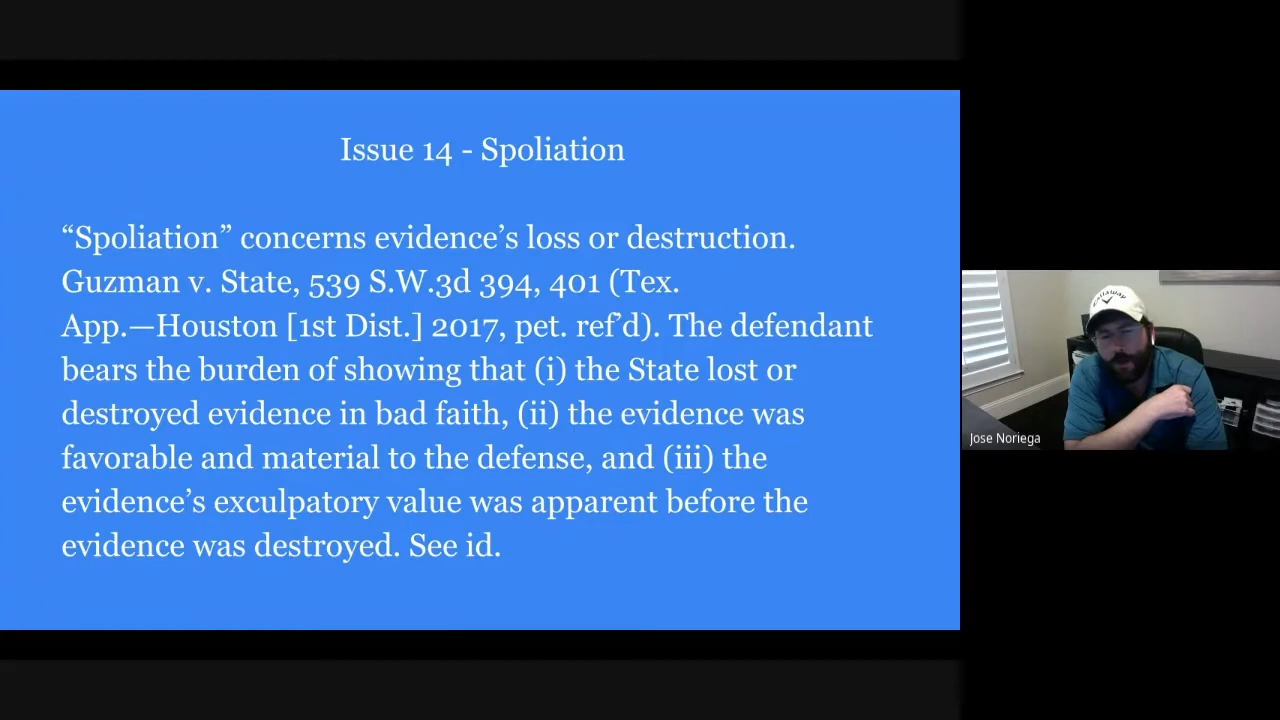 Issue 14 - Spoliation
“Spoliation” concerns evidence’s loss or destruction.
Guzman v. State, 539 S.W.3d 394, 401 (Tex.
App.—Houston [1st Dist.] 2017, pet. ref’d). The defendant
bears the burden of showing that (i) the State lost or
destroyed evidence in bad faith, (ii) the evidence was
favorable and material to the defense, and (iii) the
evidence’s exculpatory value was apparent before the
evidence was destroyed. See id.
Callaway
Jose Noriega